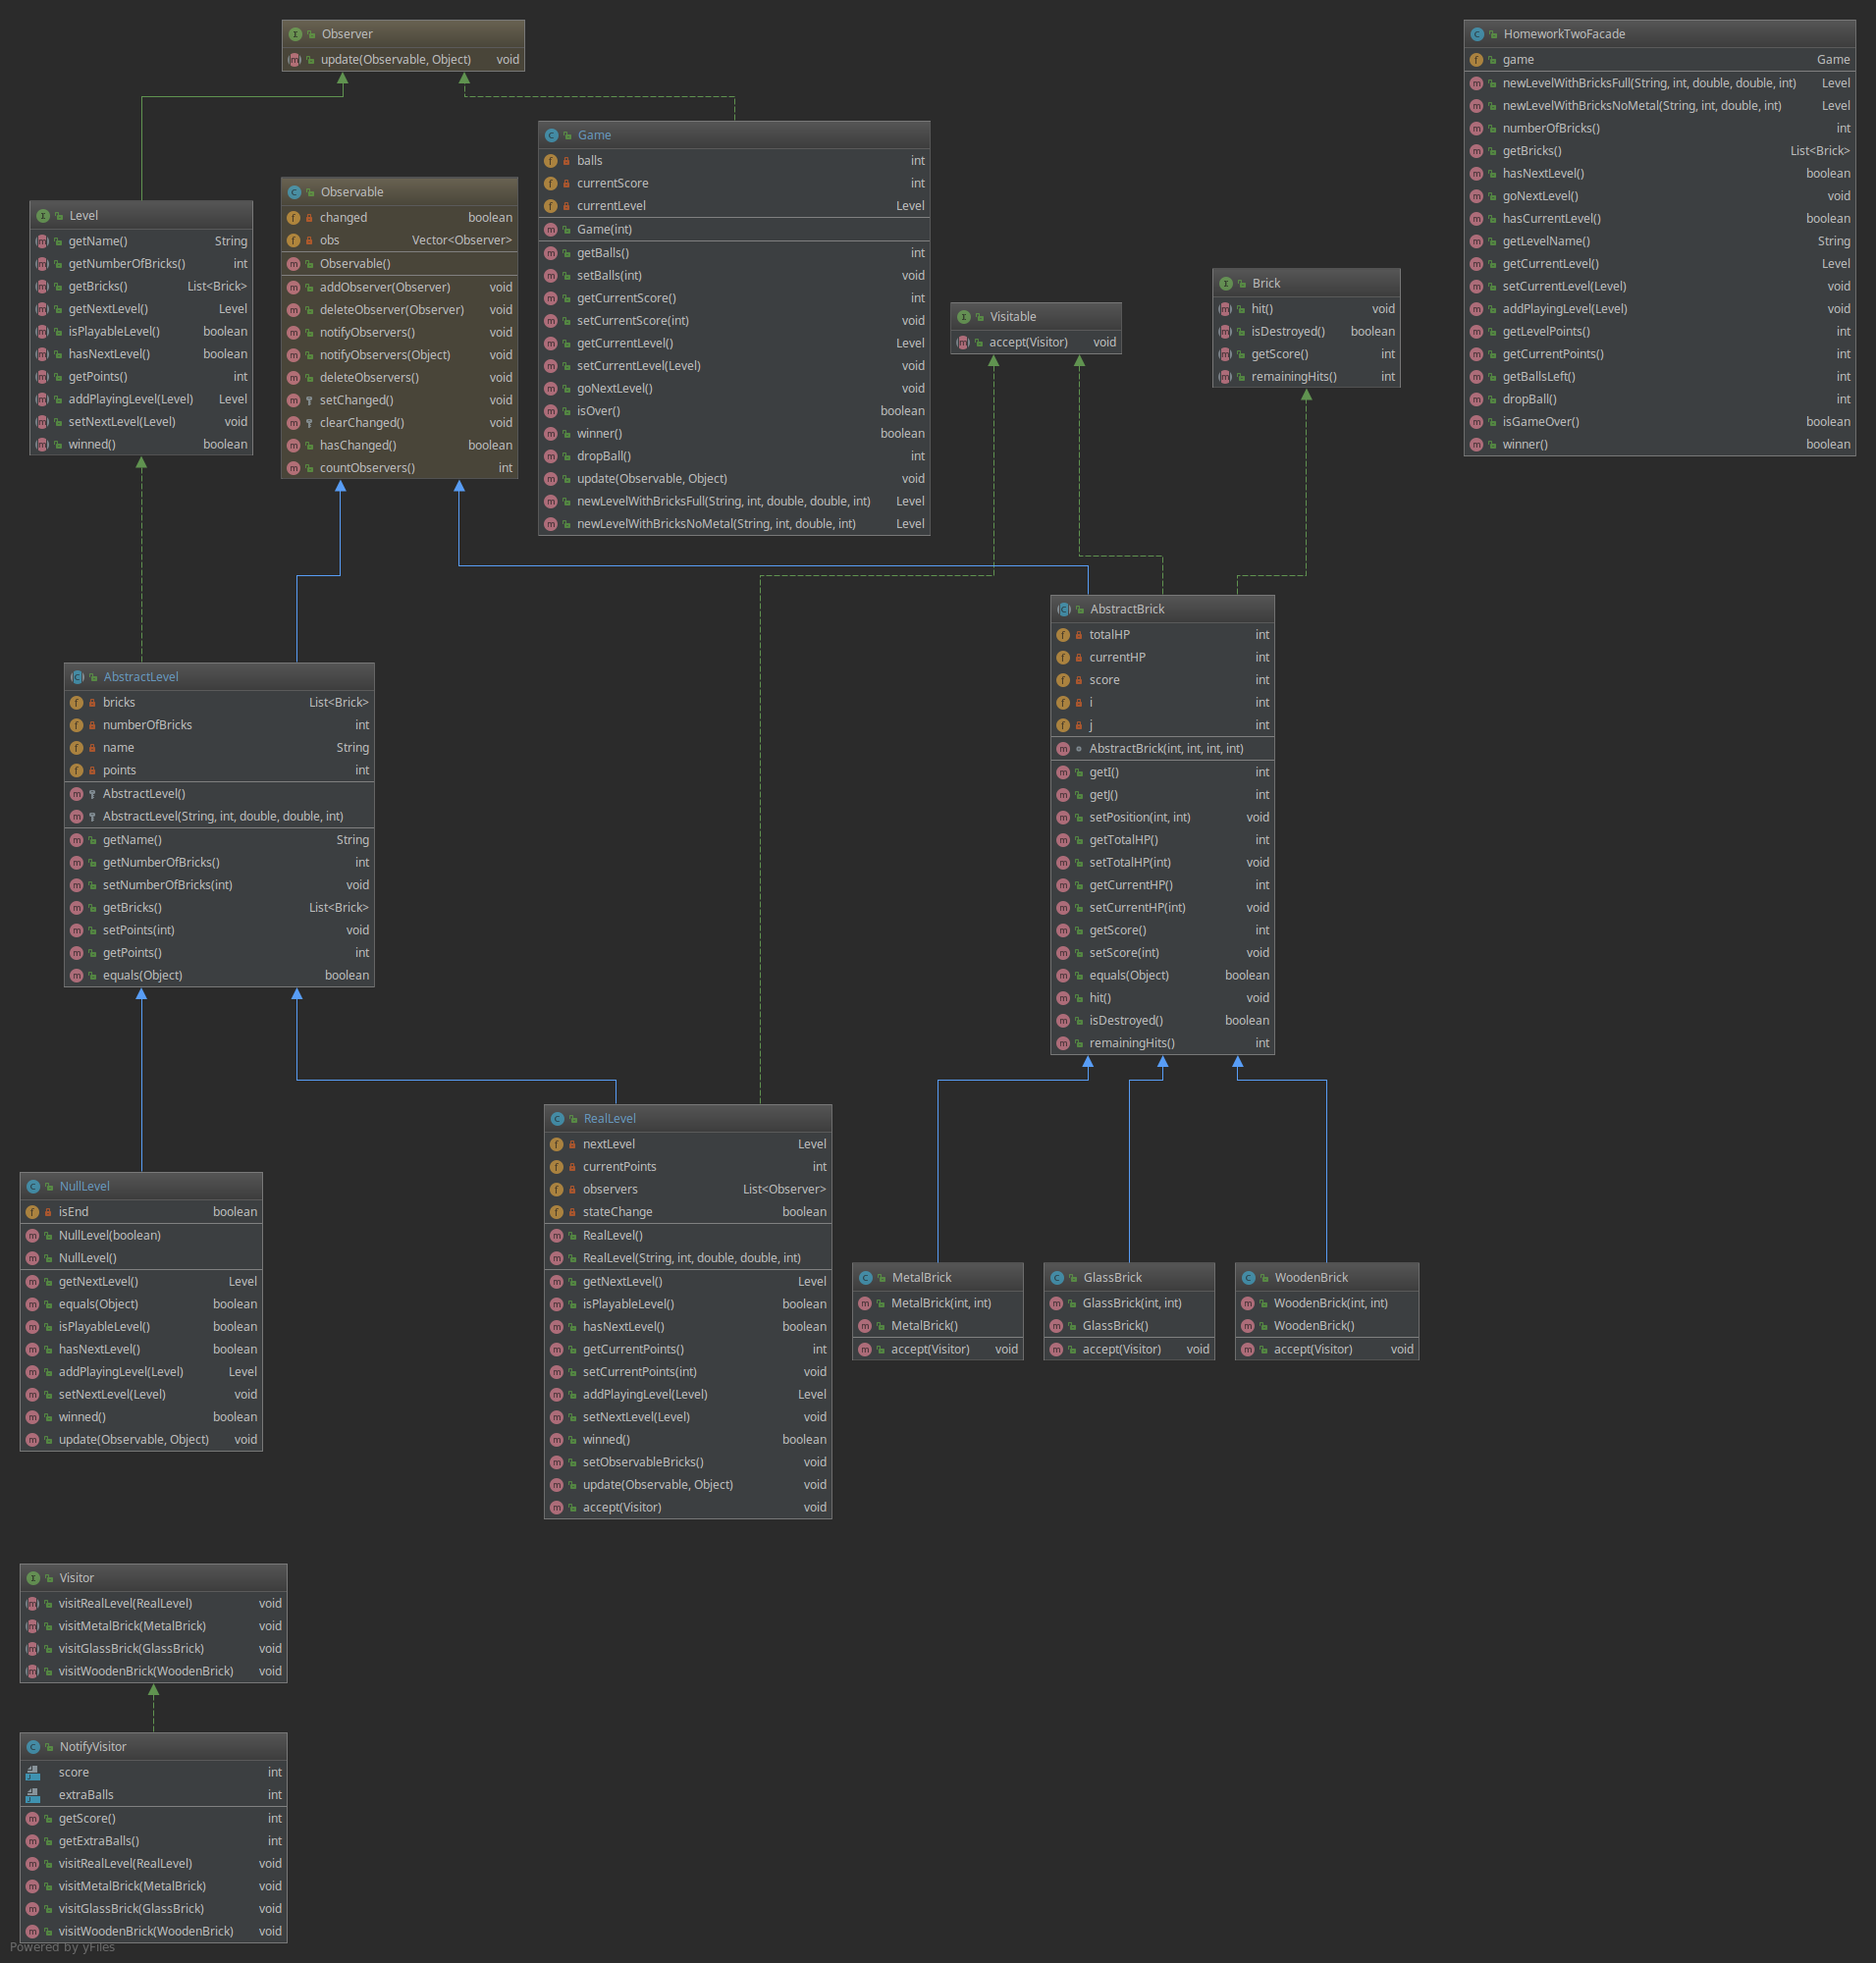 Observer
update(Observable, Object) void
HomeworkTwoFacade
game Game
newLevelWithBricksFull(String, int, double, double, int) Level
newLevelWithBricksNoMetal(String, int, double, int) Level
numberOfBricks() int
getBricks() List<Brick>
hasNextLevel() boolean
goNextLevel() void
hasCurrentLevel() boolean
getLevelName() String
getCurrentLevel() Level
setCurrentLevel(Level) void
addPlayingLevel(Level) void
getLevelPoints() int
getCurrentPoints() int
getBallsLeft() int
dropBall() int
isGameOver() boolean
winner() boolean
Game
balls int
currentScore int
currentLevel Level
Game(int)
getBalls() int
setBalls(int) void
getCurrentScore() int
setCurrentScore(int) void
getCurrentLevel() Level
setCurrentLevel(Level) void
goNextLevel() void
isOver() boolean
winner() boolean
dropBall() int
update(Observable, Object) void
newLevelWithBricksFull(String, int, double, double, int) Level
newLevelWithBricksNoMetal(String, int, double, int) Level
Observable
changed boolean
obs Vector<Observer>
Observable()
addObserver(Observer) void
deleteObserver(Observer) void
notifyObservers() void
notifyObservers(Object) void
deleteObservers() void
setChanged() void
clearChanged() void
hasChanged() boolean
countObservers() int
Level
getName() String
getNumberOfBricks() int
getBricks() List<Brick>
getNextLevel() Level
isPlayableLevel() boolean
hasNextLevel() boolean
getPoints() int
addPlayingLevel(Level) Level
setNextLevel(Level) void
winned() boolean
Visitable
accept(Visitor) void
Brick
hit() void
isDestroyed() boolean
getScore() int
remainingHits() int
AbstractBrick
totalHP int
currentHP int
score int
i int
j int
AbstractBrick(int, int, int, int)
getI() int
getJ() int
setPosition(int, int) void
getTotalHP() int
setTotalHP(int) void
getCurrentHP() int
setCurrentHP(int) void
getScore() int
setScore(int) void
equals(Object) boolean
hit() void
isDestroyed() boolean
remainingHits() int
AbstractLevel
bricks List<Brick>
numberOfBricks int
name String
points int
AbstractLevel()
AbstractLevel(String, int, double, double, int)
getName() String
getNumberOfBricks() int
setNumberOfBricks(int) void
getBricks() List<Brick>
setPoints(int) void
getPoints() int
equals(Object) boolean
RealLevel
nextLevel Level
currentPoints int
observers List<Observer>
stateChange boolean
RealLevel()
RealLevel(String, int, double, double, int)
getNextLevel() Level
isPlayableLevel() boolean
hasNextLevel() boolean
getCurrentPoints() int
setCurrentPoints(int) void
addPlayingLevel(Level) Level
setNextLevel(Level) void
winned() boolean
setObservableBricks() void
update(Observable, Object) void
accept(Visitor) void
NullLevel
isEnd boolean
NullLevel(boolean)
NullLevel()
getNextLevel() Level
equals(Object) boolean
isPlayableLevel() boolean
hasNextLevel() boolean
addPlayingLevel(Level) Level
setNextLevel(Level) void
winned() boolean
update(Observable, Object) void
MetalBrick
MetalBrick(int, int)
MetalBrick()
accept(Visitor) void
GlassBrick
GlassBrick(int, int)
GlassBrick()
accept(Visitor) void
WoodenBrick
WoodenBrick(int, int)
WoodenBrick()
accept(Visitor) void
Visitor
visitRealLevel(RealLevel) void
visitMetalBrick(MetalBrick) void
visitGlassBrick(GlassBrick) void
visitWoodenBrick(WoodenBrick) void
NotifyVisitor
score int
extraBalls int
getScore() int
getExtraBalls() int
visitRealLevel(RealLevel) void
visitMetalBrick(MetalBrick) void
visitGlassBrick(GlassBrick) void
visitWoodenBrick(WoodenBrick) void
Powered by yFiles